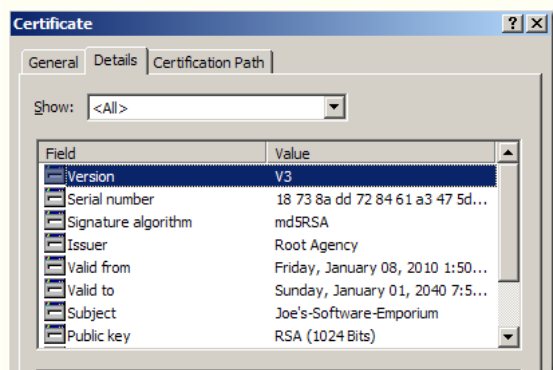 Certificate
General Details Certification Path
Show: <All>
Field Value
Version V3
Serial number 18 73 8a dd 72 84 61 a3 47 5d...
Signature algorithm md5RSA
Issuer Root Agency
Valid from Friday, January 08, 2010 1:50...
Valid to Sunday, January 01, 2040 7:5...
Subject Joe's-Software-Emporium
Public key RSA (1024 Bits)